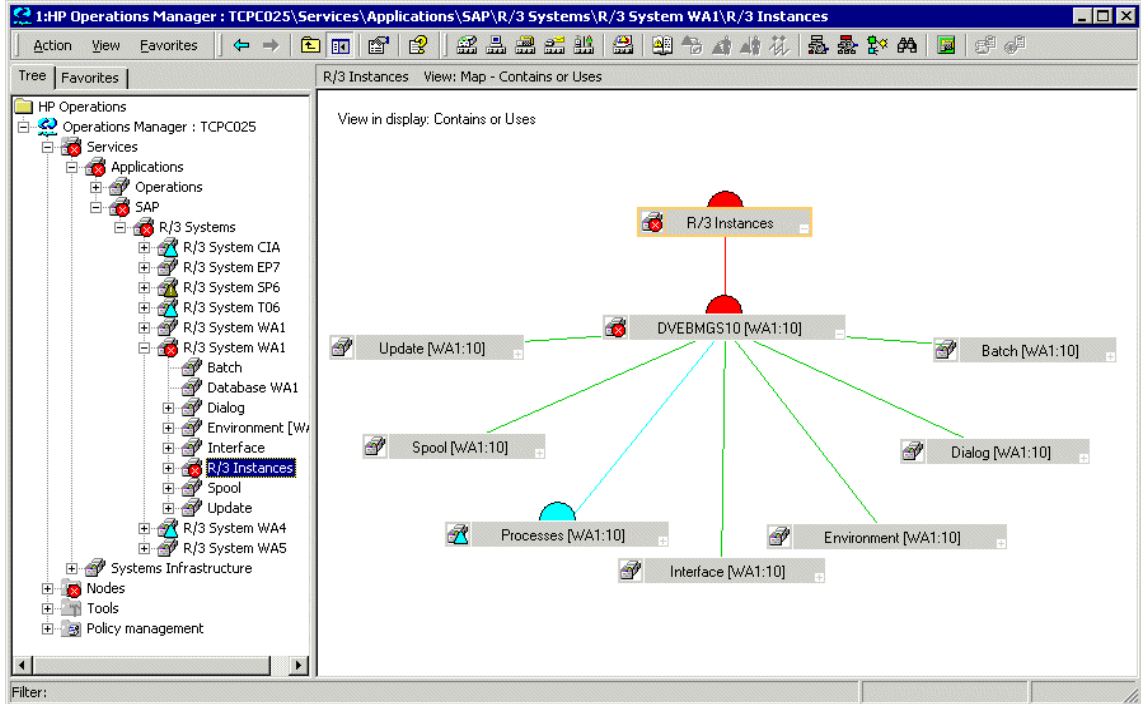 1:HP Operations Manager : TCPC025\Services\Applications\SAP\R/3 Systems\R/3 System WA1\R/3 Instances
Action View Favorites
Tree Favorites
R/3 Instances View: Map - Contains or Uses
HP Operations
Operations Manager : TCPC025
Services
Applications
Operations
SAP
R/3 Systems
R/3 System CIA
R/3 System EP7
R/3 System SP6
R/3 System T06
R/3 System WA1
R/3 System WA1
Batch
Database WA1
Dialog
Environment [WA
Interface
R/3 Instances
Spool
Update
R/3 System WA4
R/3 System WA5
Systems Infrastructure
Nodes
Tools
Policy management
View in display: Contains or Uses
R/3 Instances
DVEBMGS10 [WA1:10]
Update [WA1:10]
Batch [WA1:10]
Spool [WA1:10]
Dialog [WA1:10]
Processes [WA1:10]
Environment [WA1:10]
Interface [WA1:10]
Filter: